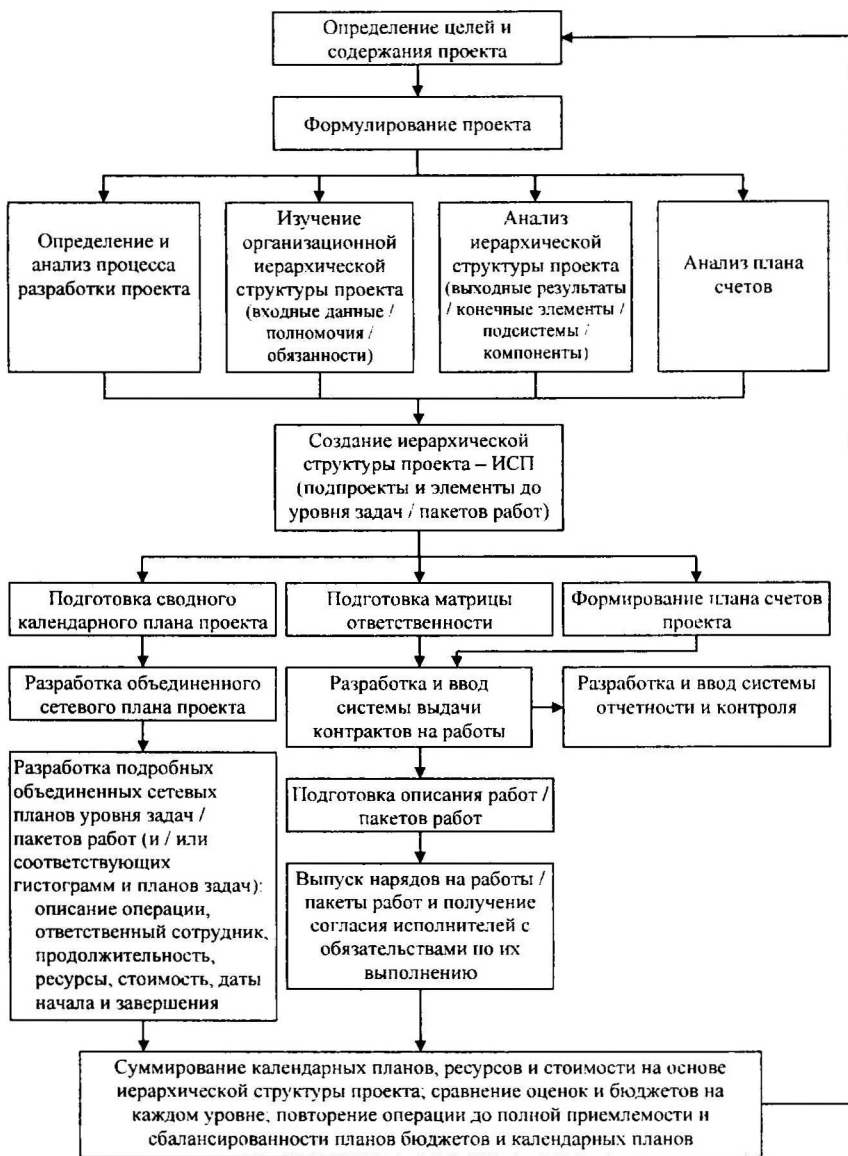 Определение целей и
содержания проекта
Формулирование проекта
Определение и
анализ процесса
разработки проекта
Изучение
организационной
иерархической
структуры проекта
(входные данные /
полномочия /
обязанности)
Анализ
иерархической
структуры проекта
(выходные результаты
/ конечные элементы /
подсистемы /
компоненты)
Анализ плана
счетов
Создание иерархической
структуры проекта – ИСП
(подпроекты и элементы до
уровня задач / пакетов работ)
Подготовка сводного
календарного плана проекта
Подготовка матрицы
ответственности
Формирование плана счетов
проекта
Разработка объединенного
сетевого плана проекта
Разработка и ввод
системы выдачи
контрактов на работы
Разработка и ввод системы
отчетности и контроля
Разработка подробных
объединенных сетевых
планов уровня задач /
пакетов работ (и / или
соответствующих
гистограмм и планов задач):
описание операции,
ответственный сотрудник,
продолжительность,
ресурсы, стоимость, даты
начала и завершения
Подготовка описания работ /
пакетов работ
Выпуск нарядов на работы /
пакеты работ и получение
согласия исполнителей с
обязательствами по их
выполнению
Суммирование календарных планов, ресурсов и стоимости на основе
иерархической структуры проекта; сравнение оценок и бюджетов на
каждом уровне; повторение операции до полной приемлемости и
сбалансированности планов бюджетов и календарных планов